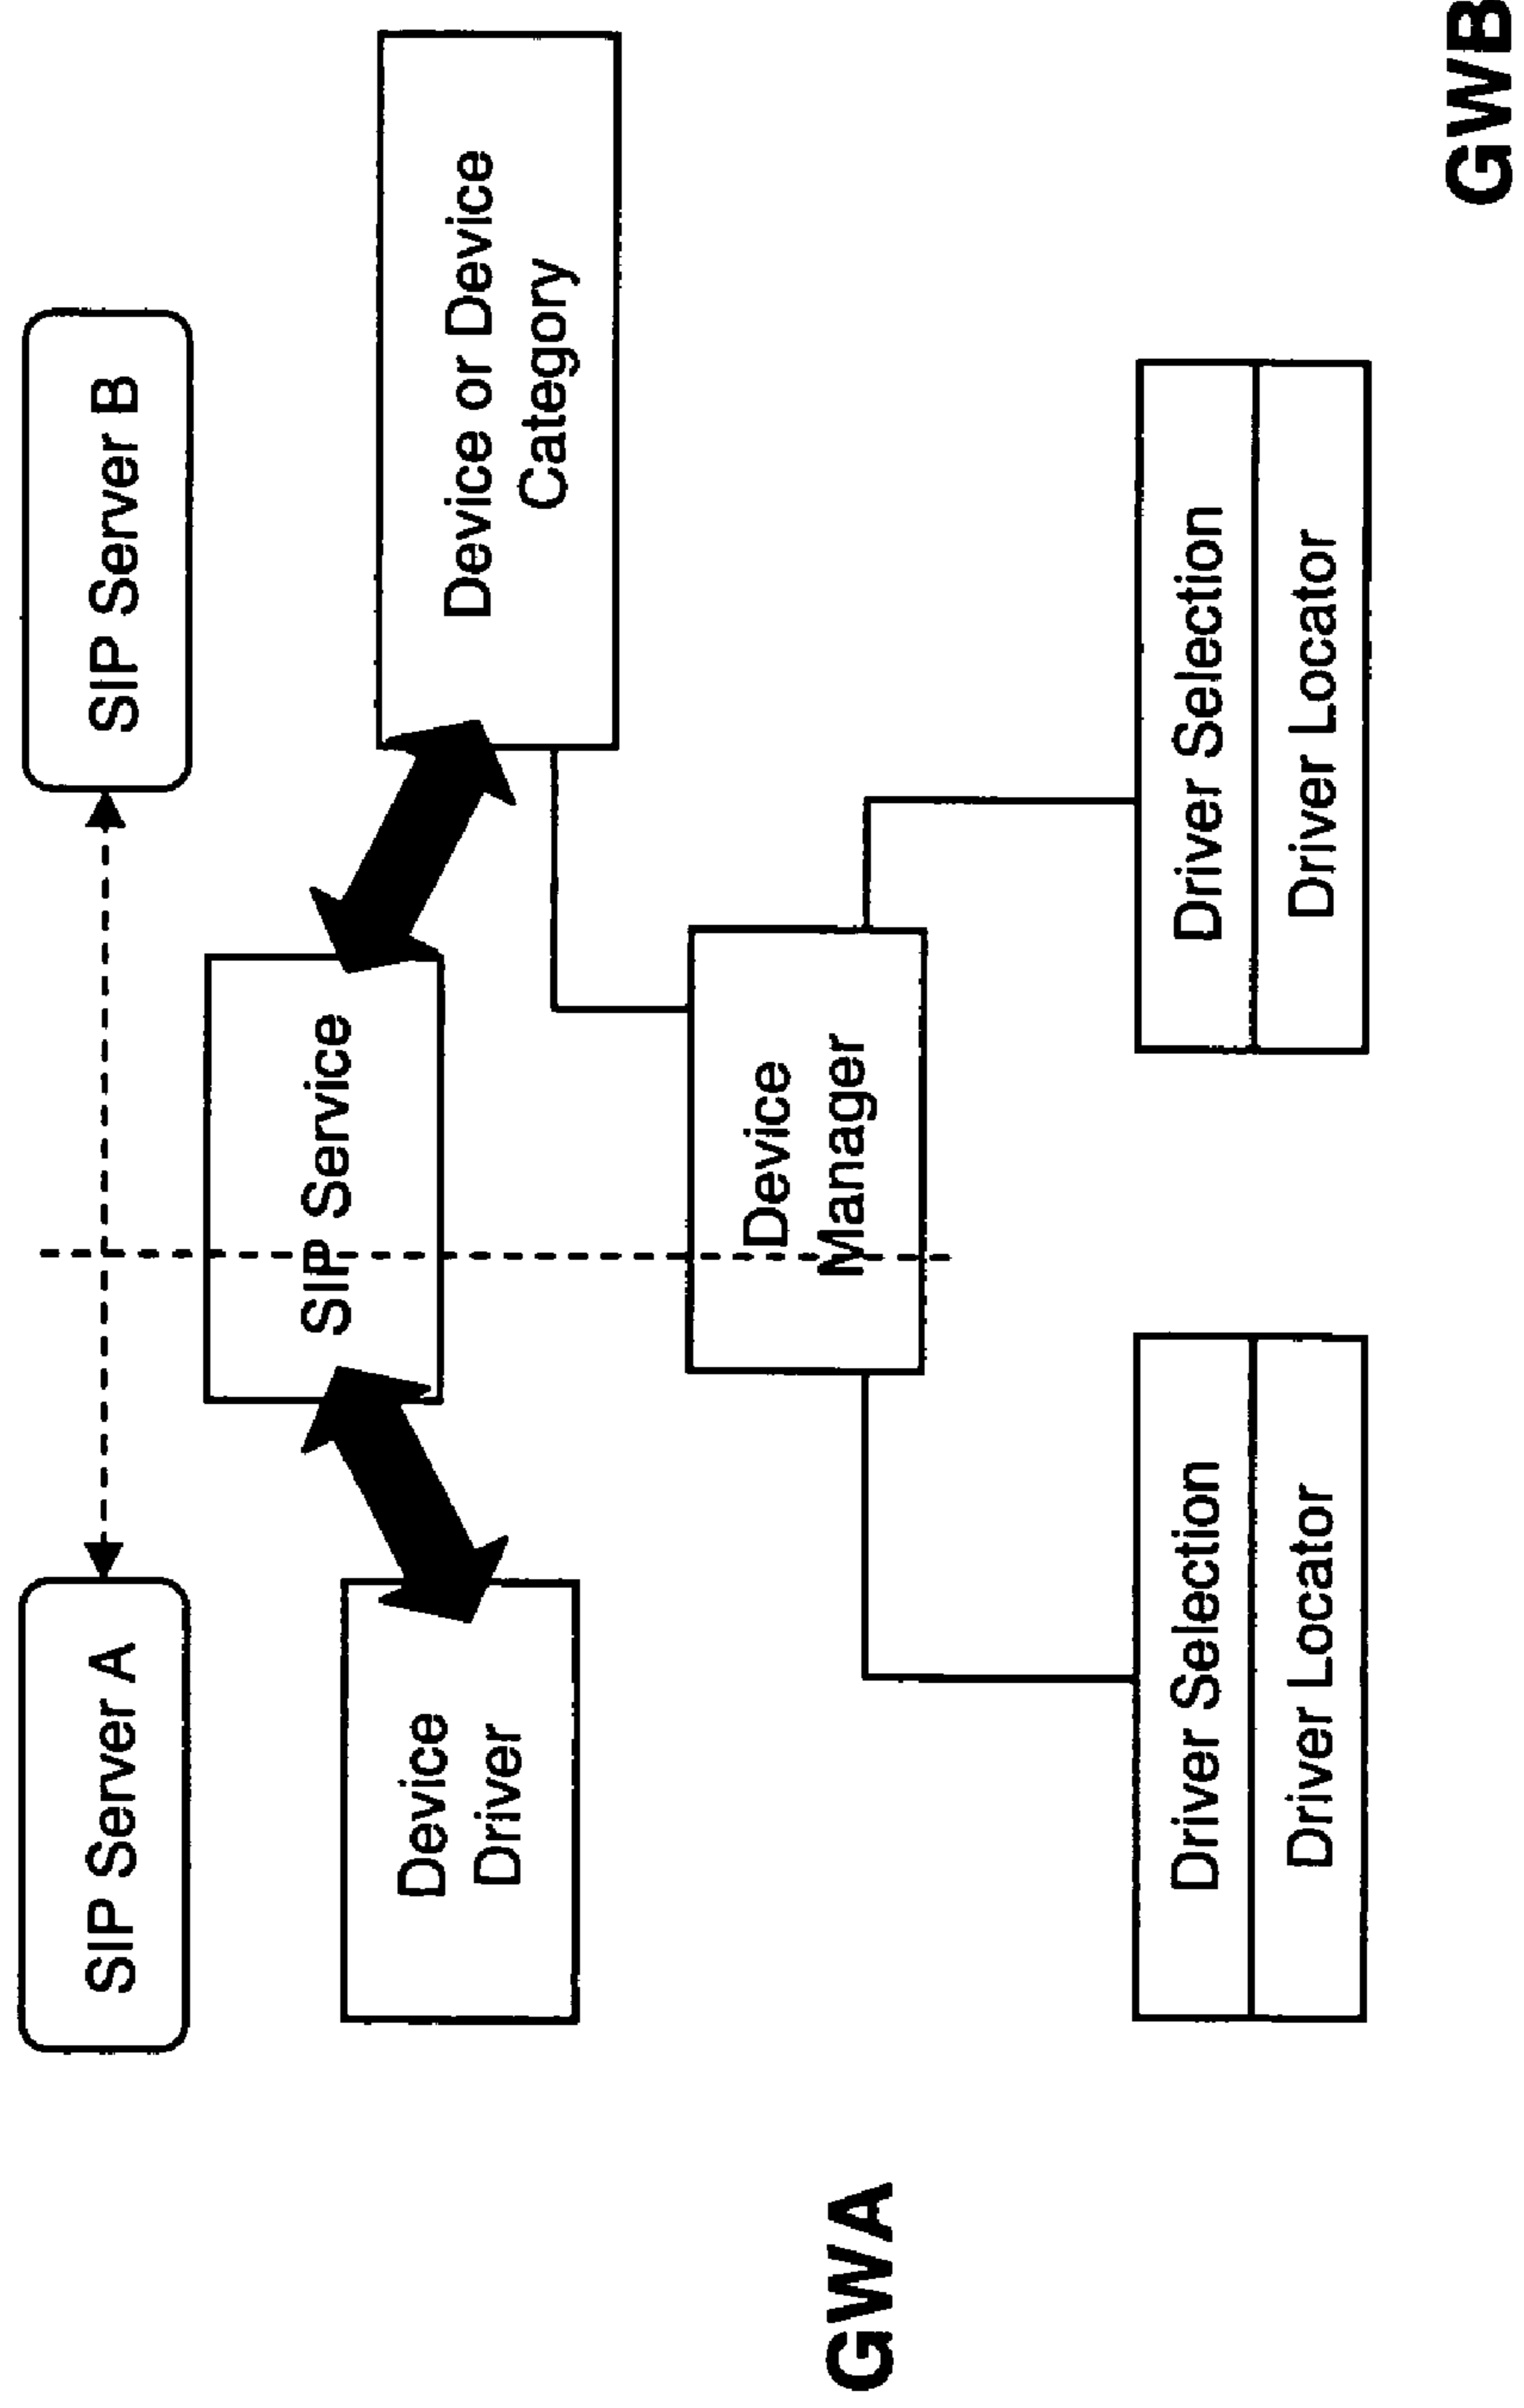 SIP Server A
SIP Server B
SIP Service
Device
Driver
Device or Device
Category
Device
Manager
GWA
Driver Selection
Driver Locator
Driver Selection
Driver Locator
GWB